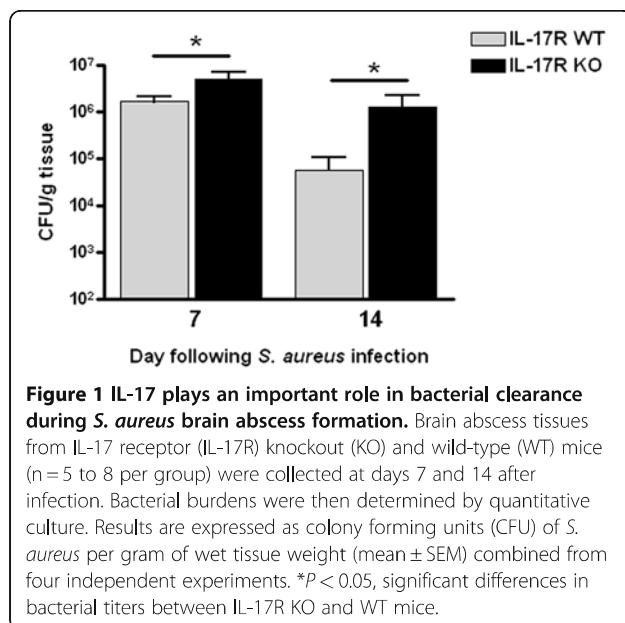 IL-17R WT
IL-17R KO
*
*
10⁷
10⁶
10⁵
10⁴
10³
10²
CFU/g tissue
7
14
Day following S. aureus infection
Figure 1 IL-17 plays an important role in bacterial clearance
during S. aureus brain abscess formation. Brain abscess tissues
from IL-17 receptor (IL-17R) knockout (KO) and wild-type (WT) mice
(n = 5 to 8 per group) were collected at days 7 and 14 after
infection. Bacterial burdens were then determined by quantitative
culture. Results are expressed as colony forming units (CFU) of S.
aureus per gram of wet tissue weight (mean ± SEM) combined from
four independent experiments. *P < 0.05, significant differences in
bacterial titers between IL-17R KO and WT mice.